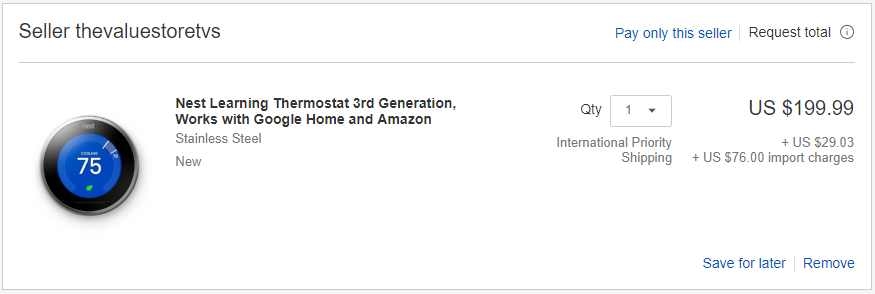 Seller thevaluestoretvs
Pay only this seller
Request total
Nest Learning Thermostat 3rd Generation,
Works with Google Home and Amazon
Stainless Steel
New
Qty 1
US $199.99
International Priority
Shipping
+ US $29.03
+ US $76.00 import charges
nest
COOLING
75
Save for later
Remove